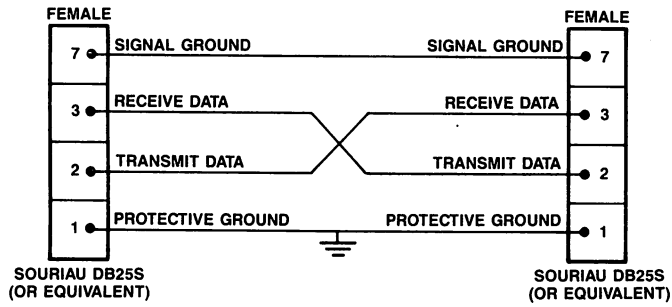 FEMALE
FEMALE
7 SIGNAL GROUND SIGNAL GROUND 7
3 RECEIVE DATA RECEIVE DATA 3
2 TRANSMIT DATA TRANSMIT DATA 2
1 PROTECTIVE GROUND PROTECTIVE GROUND 1
SOURIAU DB25S
(OR EQUIVALENT)
SOURIAU DB25S
(OR EQUIVALENT)